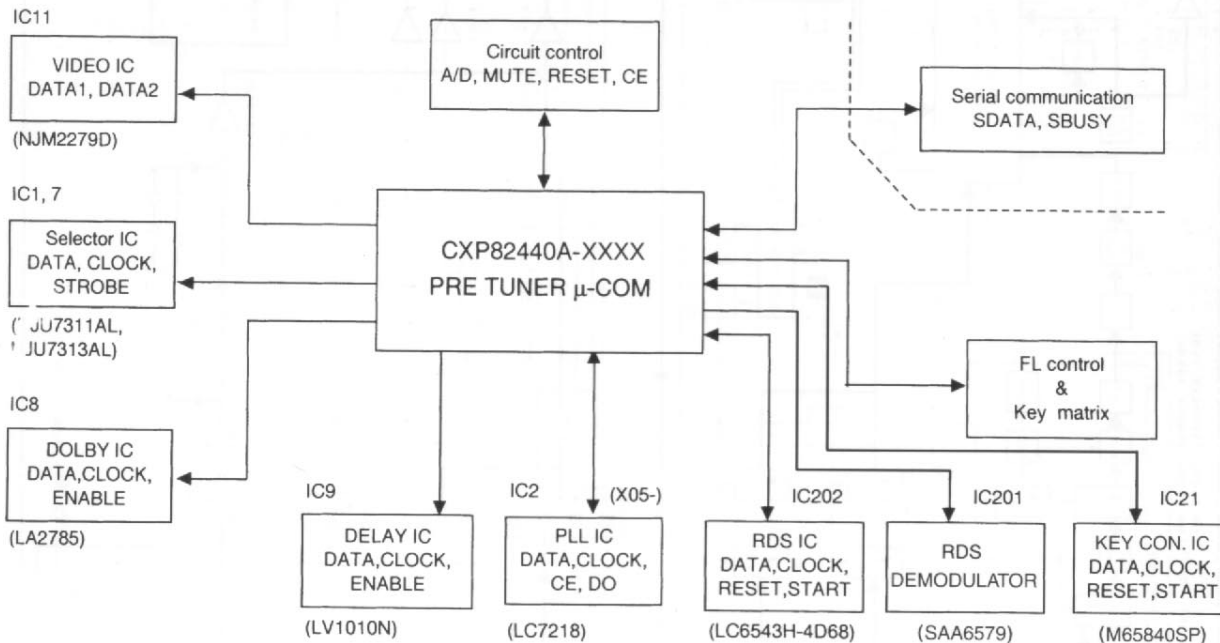 IC11
VIDEO IC
DATA1, DATA2
(NJM2279D)
Circuit control
A/D, MUTE, RESET, CE
Serial communication
SDATA, SBUSY
IC1, 7
Selector IC
DATA, CLOCK,
STROBE
JU7311AL,
JU7313AL)
CXP82440A-XXXX
PRE TUNER μ-COM
FL control
&
Key matrix
IC8
DOLBY IC
DATA,CLOCK,
ENABLE
(LA2785)
IC9
DELAY IC
DATA,CLOCK,
ENABLE
(LV1010N)
IC2
(X05-)
PLL IC
DATA,CLOCK,
CE, DO
(LC7218)
IC202
RDS IC
DATA,CLOCK,
RESET,START
(LC6543H-4D68)
IC201
RDS
DEMODULATOR
(SAA6579)
IC21
KEY CON. IC
DATA,CLOCK,
RESET,START
(M65840SP)